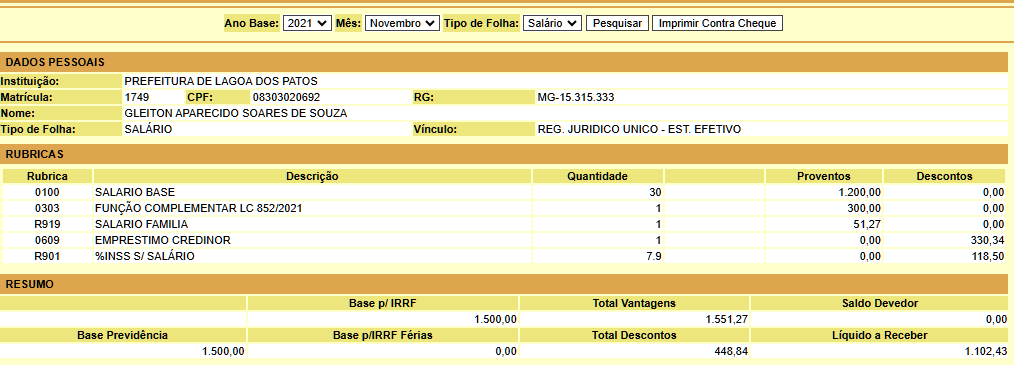 Ano Base: 2021 Mês: Novembro Tipo de Folha: Salário Pesquisar Imprimir Contra Cheque
DADOS PESSOAIS
Instituição: PREFEITURA DE LAGOA DOS PATOS
Matrícula: 1749 CPF: 08303020692 RG: MG-15.315.333
Nome: GLEITON APARECIDO SOARES DE SOUZA
Tipo de Folha: SALÁRIO Vínculo: REG. JURIDICO UNICO - EST. EFETIVO
RUBRICAS
Rubrica Descrição Quantidade Proventos Descontos
0100 SALARIO BASE 30 1.200,00 0,00
0303 FUNÇÃO COMPLEMENTAR LC 852/2021 1 300,00 0,00
R919 SALARIO FAMILIA 1 51,27 0,00
0609 EMPRESTIMO CREDINOR 1 0,00 330,34
R901 %INSS S/ SALÁRIO 7.9 0,00 118,50
RESUMO
Base p/ IRRF Total Vantagens Saldo Devedor
1.500,00 1.551,27 0,00
Base Previdência Base p/IRRF Férias Total Descontos Líquido a Receber
1.500,00 0,00 448,84 1.102,43